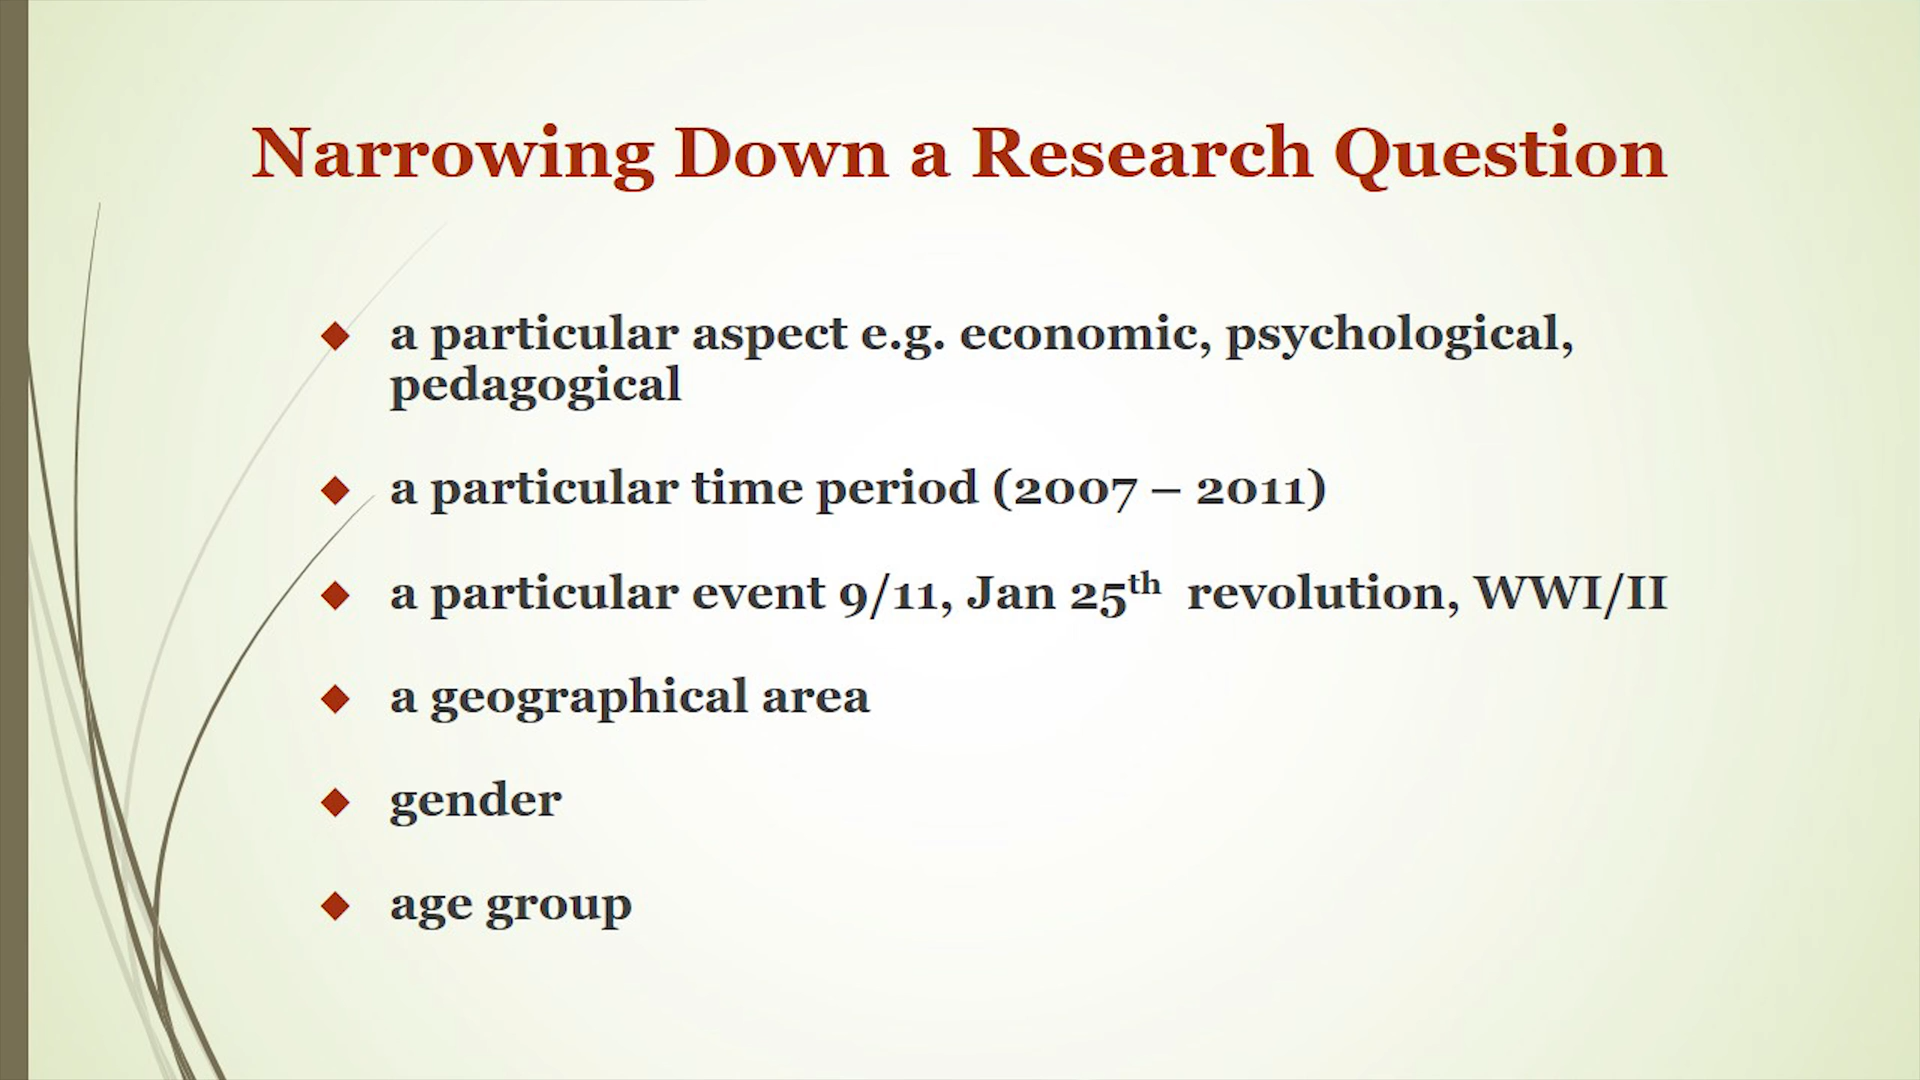 Narrowing Down a Research Question
a particular aspect e.g. economic, psychological,
pedagogical
a particular time period (2007 – 2011)
a particular event 9/11, Jan 25th revolution, WWI/II
a geographical area
gender
age group